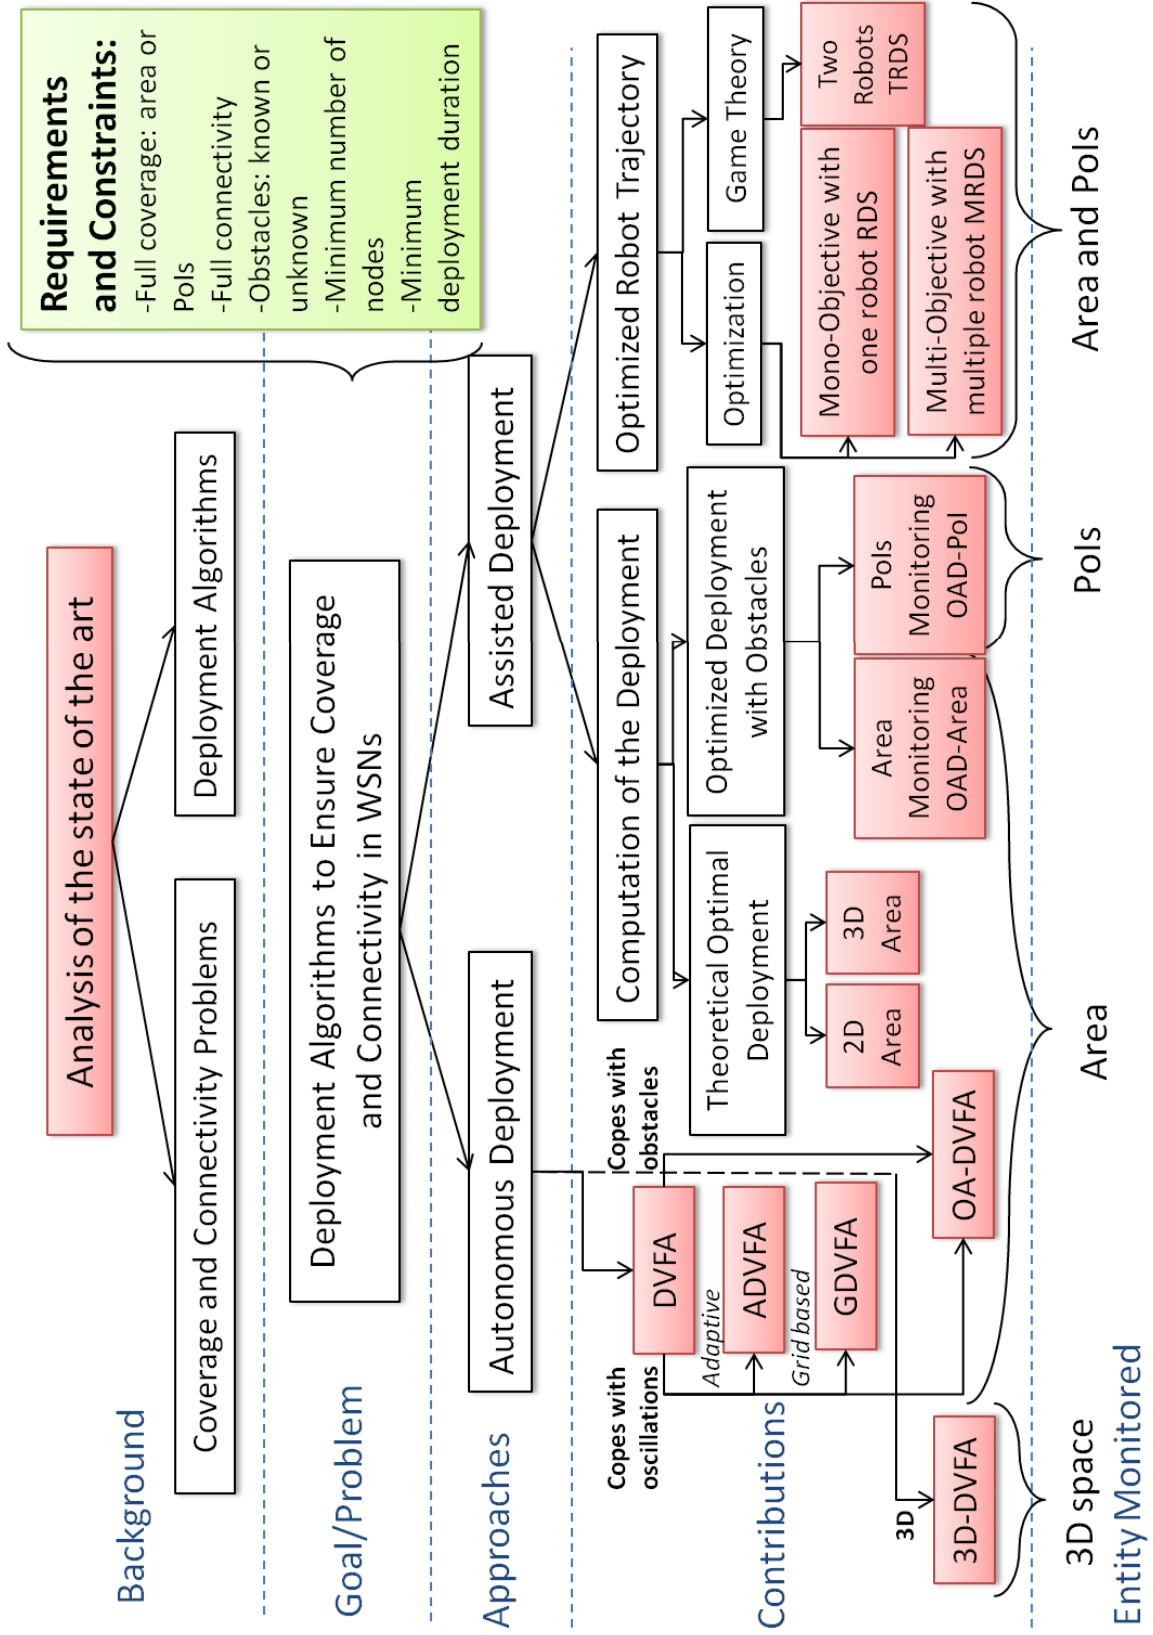 Background
Analysis of the state of the art
Coverage and Connectivity Problems
Deployment Algorithms
Requirements
and Constraints:
-Full coverage: area or
PoIs
-Full connectivity
-Obstacles: known or
unknown
-Minimum number of
nodes
-Minimum
deployment duration
Goal/Problem
Deployment Algorithms to Ensure Coverage
and Connectivity in WSNs
Approaches
Autonomous Deployment
Assisted Deployment
Contributions
Copes with
oscillations
DVFA
Copes with
obstacles
Adaptive
ADVFA
Grid based
GDVFA
3D
3D-DVFA
OA-DVFA
Computation of the Deployment
Theoretical Optimal
Deployment
2D
Area
3D
Area
Optimized Deployment
with Obstacles
Area
Monitoring
OAD-Area
PoIs
Monitoring
OAD-PoI
Optimized Robot Trajectory
Optimization
Game Theory
Mono-Objective with
one robot RDS
Multi-Objective with
multiple robot MRDS
Two
Robots
TRDS
3D space
Area
PoIs
Area and PoIs
Entity Monitored